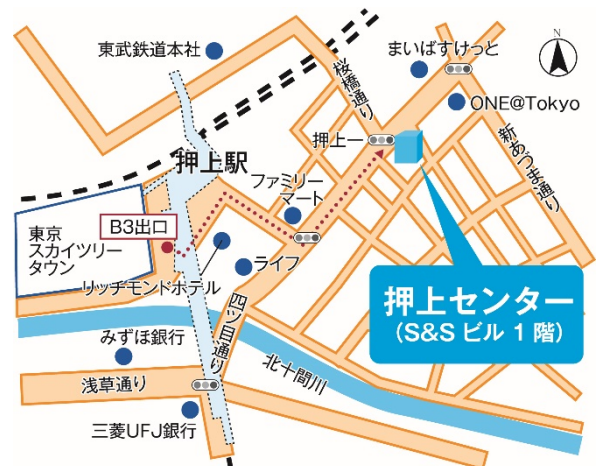 東武鉄道本社
桜橋通り
まいばすけっと
N
ONE@Tokyo
新あづま通り
押上一
押上駅
ファミリー
マート
B3出口
東京
スカイツリー
タウン
リッチモンドホテル
ライフ
押上センター
(S&Sビル 1階)
四ツ目通り
みずほ銀行
北十間川
浅草通り
三菱UFJ銀行